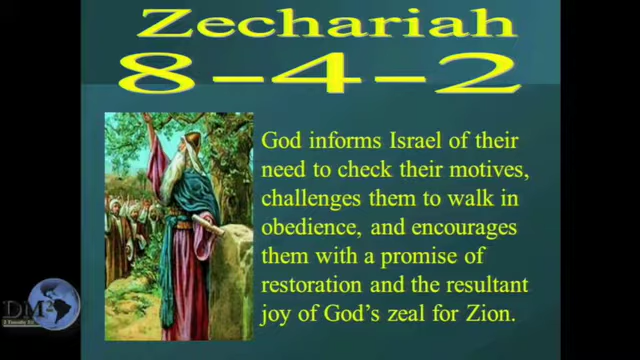 Zechariah
8-4-2
God informs Israel of their
need to check their motives,
challenges them to walk in
obedience, and encourages
them with a promise of
restoration and the resultant
joy of God's zeal for Zion.
DM2